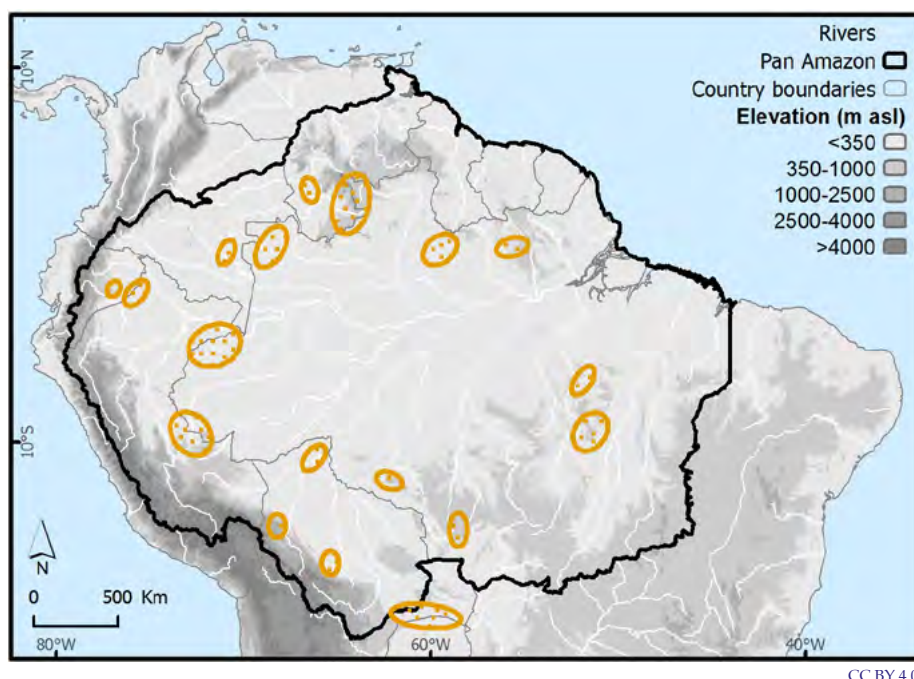 Rivers
Pan Amazon
Country boundaries
Elevation (m asl)
<350
350-1000
1000-2500
2500-4000
>4000
10°N
10°S
N
0 500 Km
80°W 60°W 40°W
CC BY 4.0